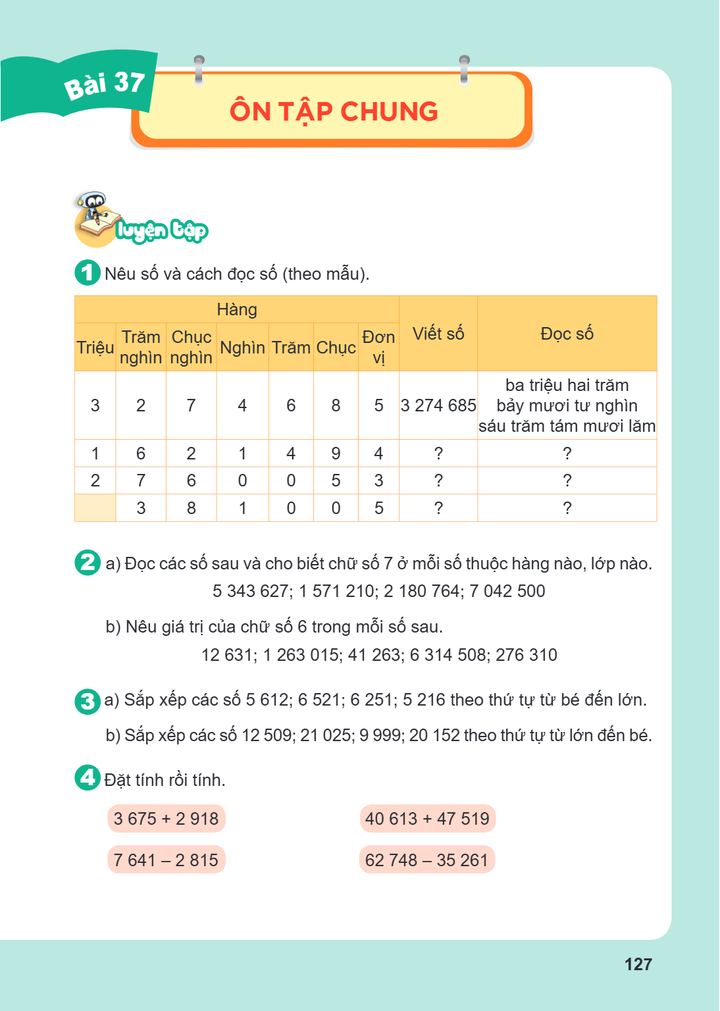 Bài 37
ÔN TẬP CHUNG
luyện tập
1 Nêu số và cách đọc số (theo mẫu).
Hàng Viết số Đọc số
Triệu Trăm nghìn Chục nghìn Nghìn Trăm Chục Đơn vị
3 2 7 4 6 8 5 3 274 685 ba triệu hai trăm
bảy mươi tư nghìn
sáu trăm tám mươi lăm
1 6 2 1 4 9 4 ? ?
2 7 6 0 0 5 3 ? ?
3 8 1 0 0 5 ? ?
2 a) Đọc các số sau và cho biết chữ số 7 ở mỗi số thuộc hàng nào, lớp nào.
5 343 627; 1 571 210; 2 180 764; 7 042 500
b) Nêu giá trị của chữ số 6 trong mỗi số sau.
12 631; 1 263 015; 41 263; 6 314 508; 276 310
3 a) Sắp xếp các số 5 612; 6 521; 6 251; 5 216 theo thứ tự từ bé đến lớn.
b) Sắp xếp các số 12 509; 21 025; 9 999; 20 152 theo thứ tự từ lớn đến bé.
4 Đặt tính rồi tính.
3 675 + 2 918 40 613 + 47 519
7 641 – 2 815 62 748 – 35 261
127